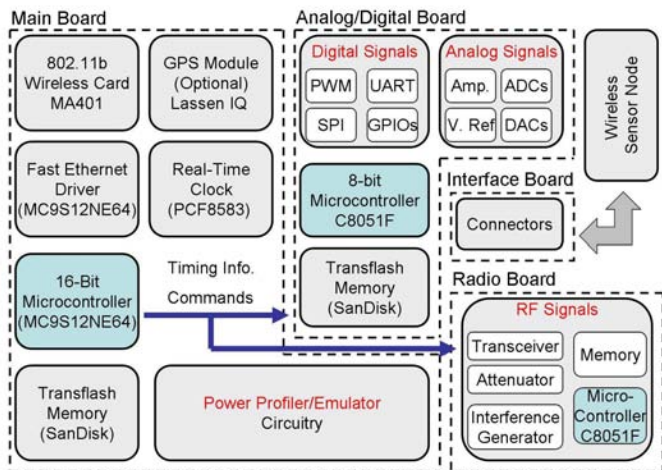 Main Board
802.11b
Wireless Card
MA401
GPS Module
(Optional)
Lassen IQ
Fast Ethernet
Driver
(MC9S12NE64)
Real-Time
Clock
(PCF8583)
16-Bit
Microcontroller
(MC9S12NE64)
Timing Info.
Commands
Transflash
Memory
(SanDisk)
Power Profiler/Emulator
Circuitry
Analog/Digital Board
Digital Signals
PWM
UART
SPI
GPIOs
Analog Signals
Amp.
ADCs
V. Ref
DACs
8-bit
Microcontroller
C8051F
Transflash
Memory
(SanDisk)
Wireless
Sensor Node
Interface Board
Connectors
Radio Board
RF Signals
Transceiver
Attenuator
Interference
Generator
Memory
Micro-
Controller
C8051F